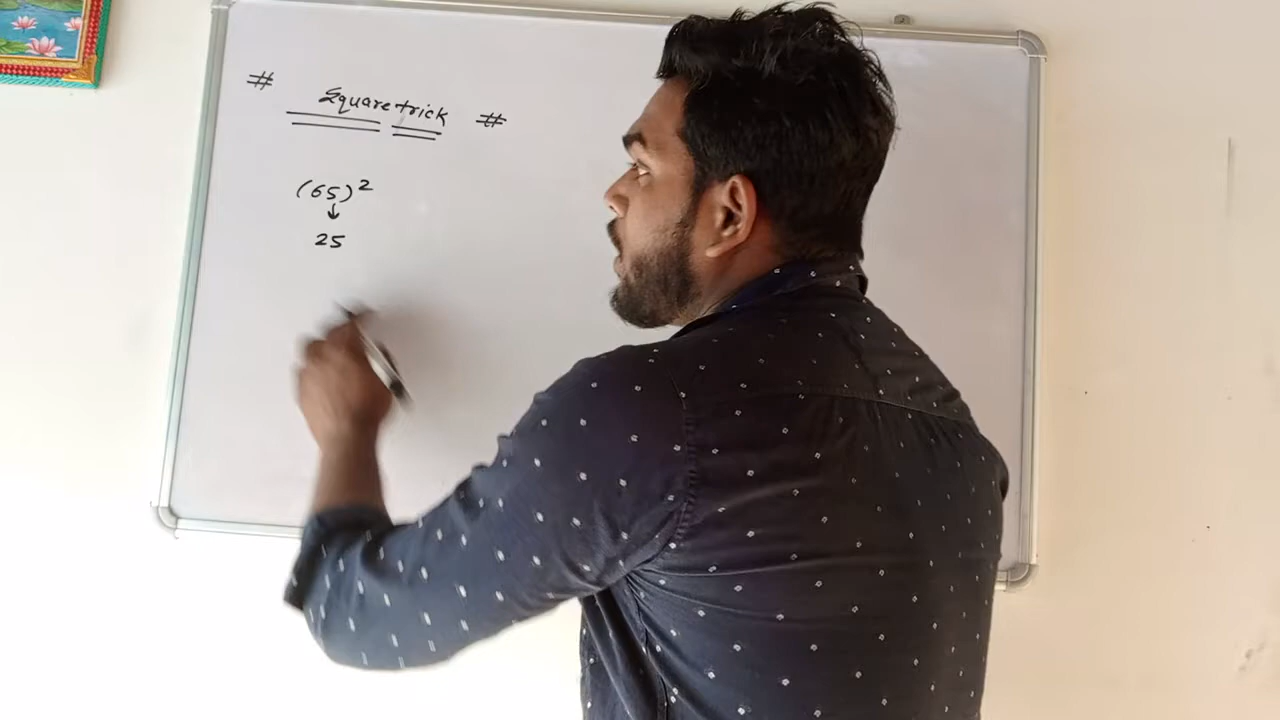 # Square trick #
(65)²
↓
25